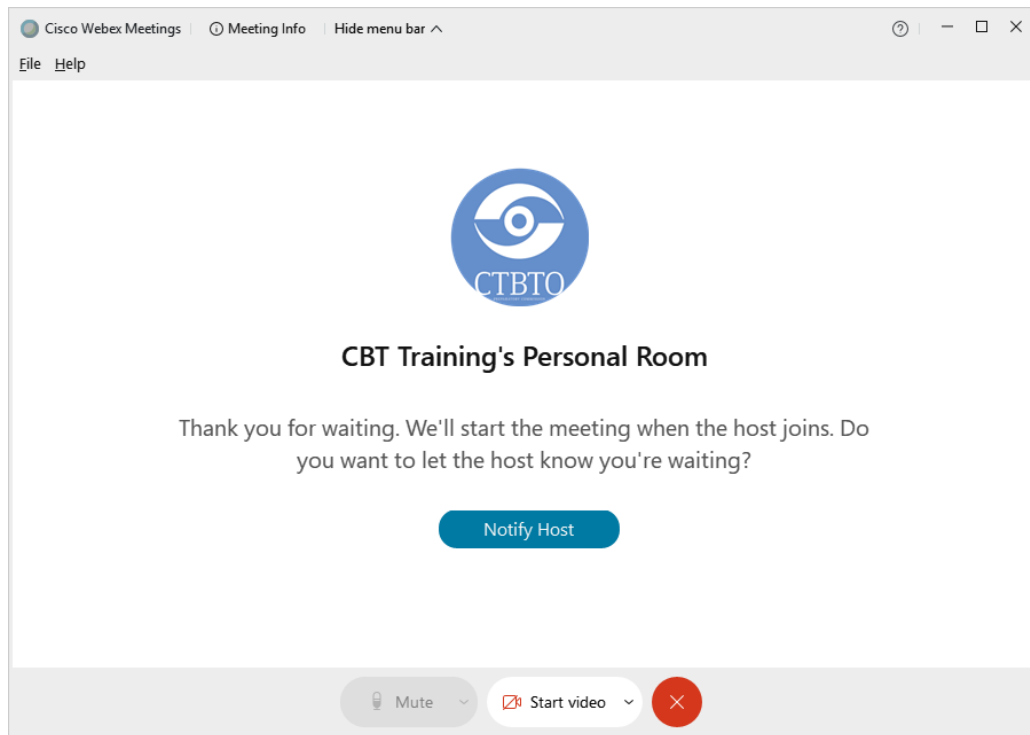 Cisco Webex Meetings Meeting Info Hide menu bar
File Help
CTBTO
CBT Training's Personal Room
Thank you for waiting. We'll start the meeting when the host joins. Do
you want to let the host know you're waiting?
Notify Host
Mute Start video